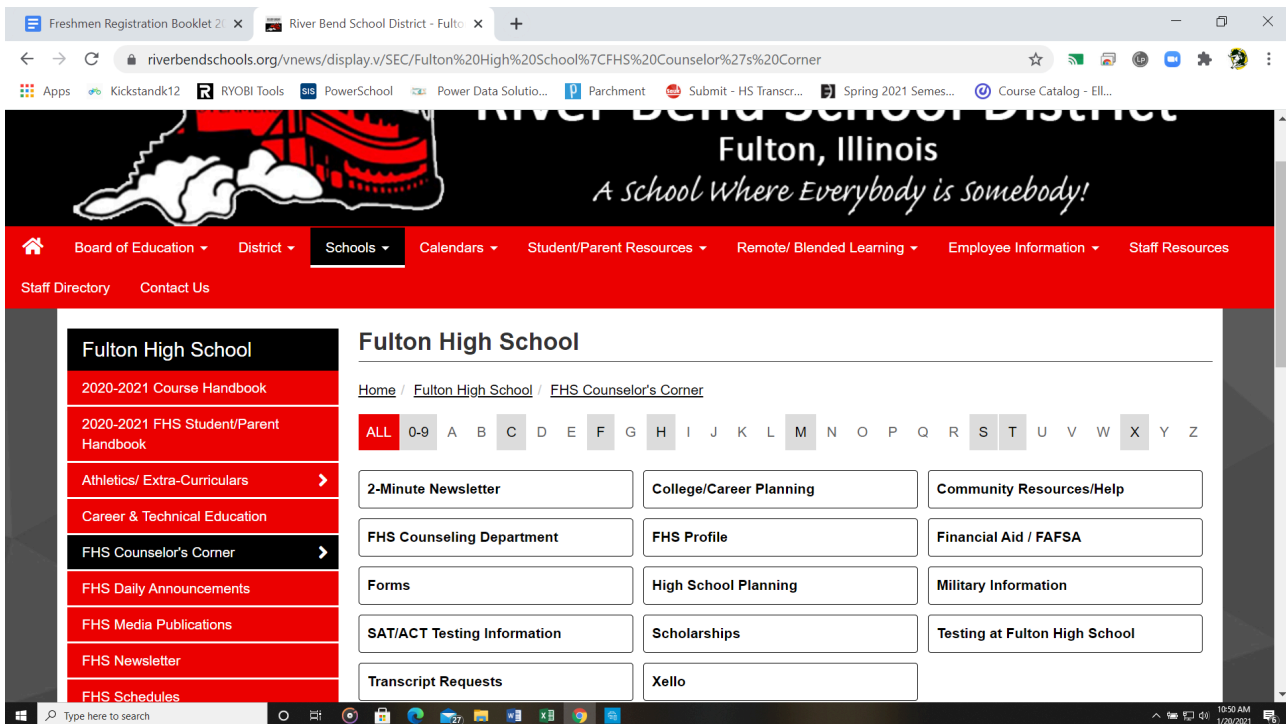 Freshmen Registration Booklet 2
River Bend School District - Fulto
riverbendschools.org/vnews/display.v/SEC/Fulton%20High%20School%7CFHS%20Counselor%27s%20Corner
LP
Apps Kickstandk12 R RYOBI Tools SIS PowerSchool Power Data Solutio... Parchment Submit - HS Transcr... Spring 2021 Semes... Course Catalog - Ell...
River Bend School District
Fulton, Illinois
A School Where Everybody is Somebody!
Board of Education District Schools Calendars Student/Parent Resources Remote/ Blended Learning Employee Information Staff Resources
Staff Directory Contact Us
Fulton High School
2020-2021 Course Handbook
2020-2021 FHS Student/Parent
Handbook
Athletics/ Extra-Curriculars
Career & Technical Education
FHS Counselor's Corner
FHS Daily Announcements
FHS Media Publications
FHS Newsletter
FHS Schedules
Fulton High School
Home / Fulton High School / FHS Counselor's Corner
ALL 0-9 A B C D E F G H I J K L M N O P Q R S T U V W X Y Z
2-Minute Newsletter College/Career Planning Community Resources/Help
FHS Counseling Department FHS Profile Financial Aid / FAFSA
Forms High School Planning Military Information
SAT/ACT Testing Information Scholarships Testing at Fulton High School
Transcript Requests Xello
Type here to search
27
10:50 AM
1/20/2021